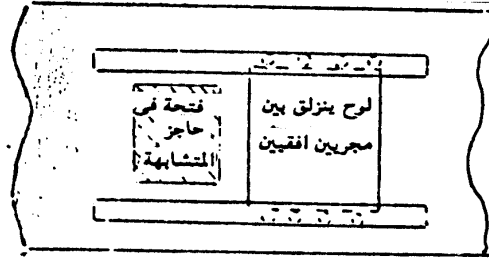 فتحة فى
حاجز
المتشابهة
لوح ينزلق بين
مجريين افقيين